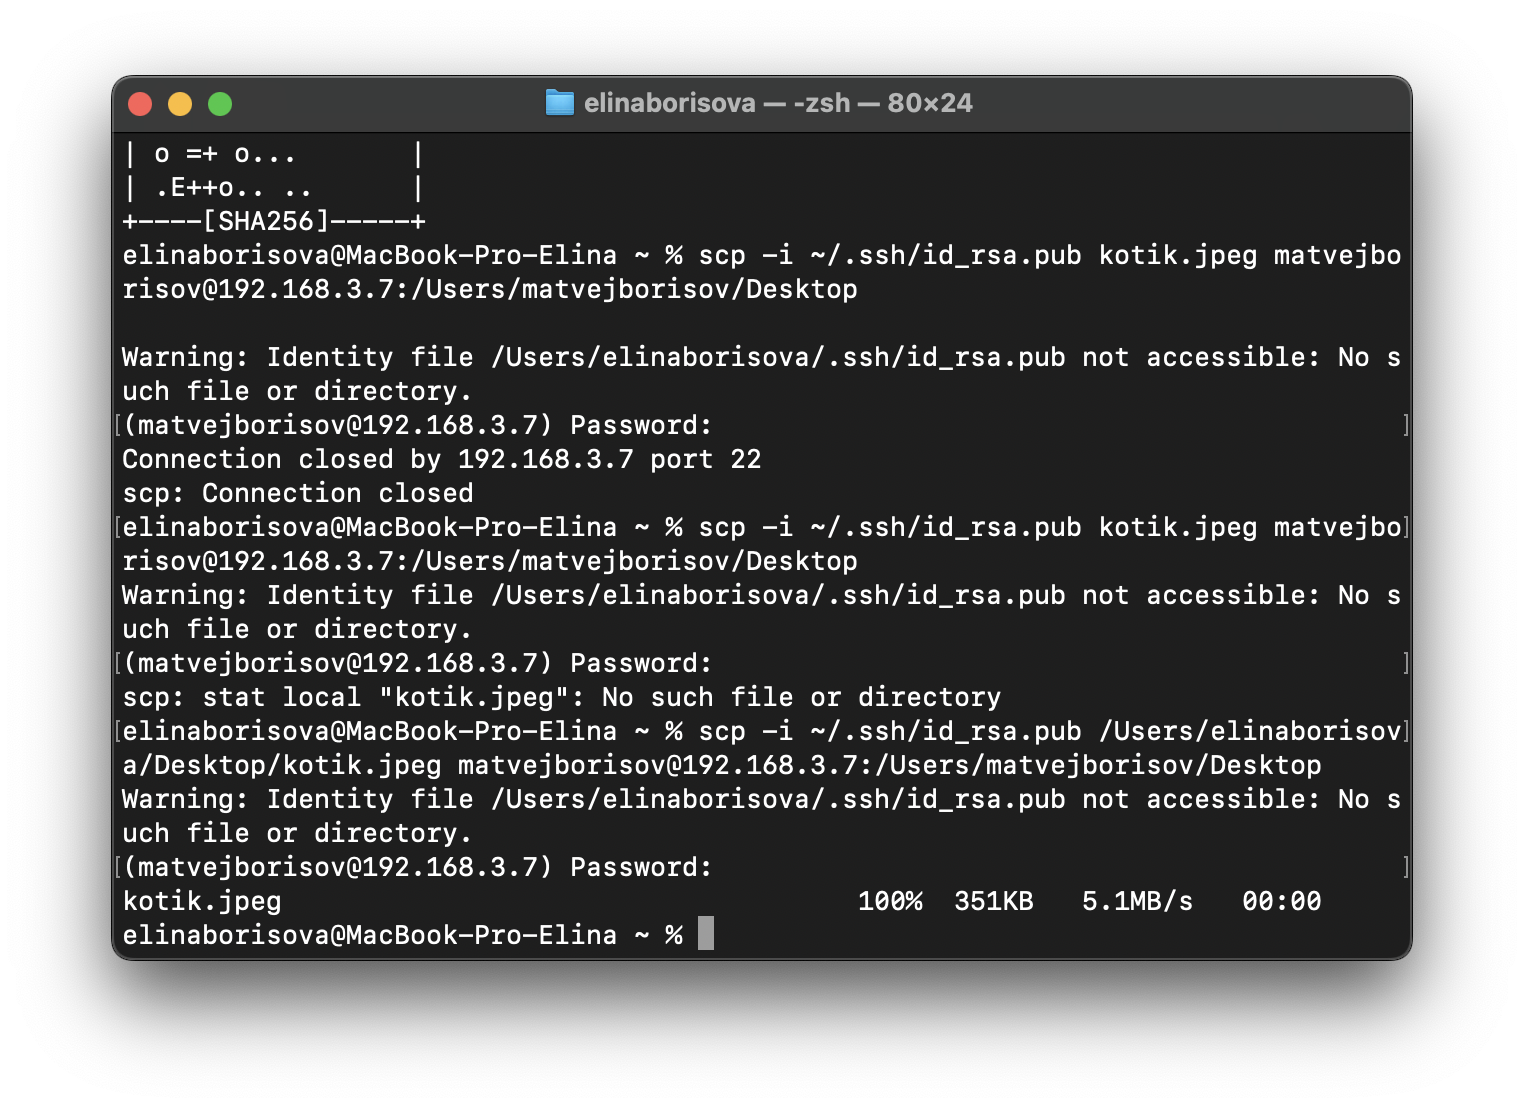 elinaborisova — -zsh — 80×24
| o =+ o...       |
| .E++o.. ..      |
+----[SHA256]-----+
elinaborisova@MacBook-Pro-Elina ~ % scp -i ~/.ssh/id_rsa.pub kotik.jpeg matvejbo
risov@192.168.3.7:/Users/matvejborisov/Desktop
Warning: Identity file /Users/elinaborisova/.ssh/id_rsa.pub not accessible: No s
uch file or directory.
[(matvejborisov@192.168.3.7) Password: ]
Connection closed by 192.168.3.7 port 22
scp: Connection closed
[elinaborisova@MacBook-Pro-Elina ~ % scp -i ~/.ssh/id_rsa.pub kotik.jpeg matvejbo]
risov@192.168.3.7:/Users/matvejborisov/Desktop
Warning: Identity file /Users/elinaborisova/.ssh/id_rsa.pub not accessible: No s
uch file or directory.
[(matvejborisov@192.168.3.7) Password: ]
scp: stat local "kotik.jpeg": No such file or directory
[elinaborisova@MacBook-Pro-Elina ~ % scp -i ~/.ssh/id_rsa.pub /Users/elinaborisov]
a/Desktop/kotik.jpeg matvejborisov@192.168.3.7:/Users/matvejborisov/Desktop
Warning: Identity file /Users/elinaborisova/.ssh/id_rsa.pub not accessible: No s
uch file or directory.
[(matvejborisov@192.168.3.7) Password: ]
kotik.jpeg                                    100%  351KB   5.1MB/s   00:00
elinaborisova@MacBook-Pro-Elina ~ %